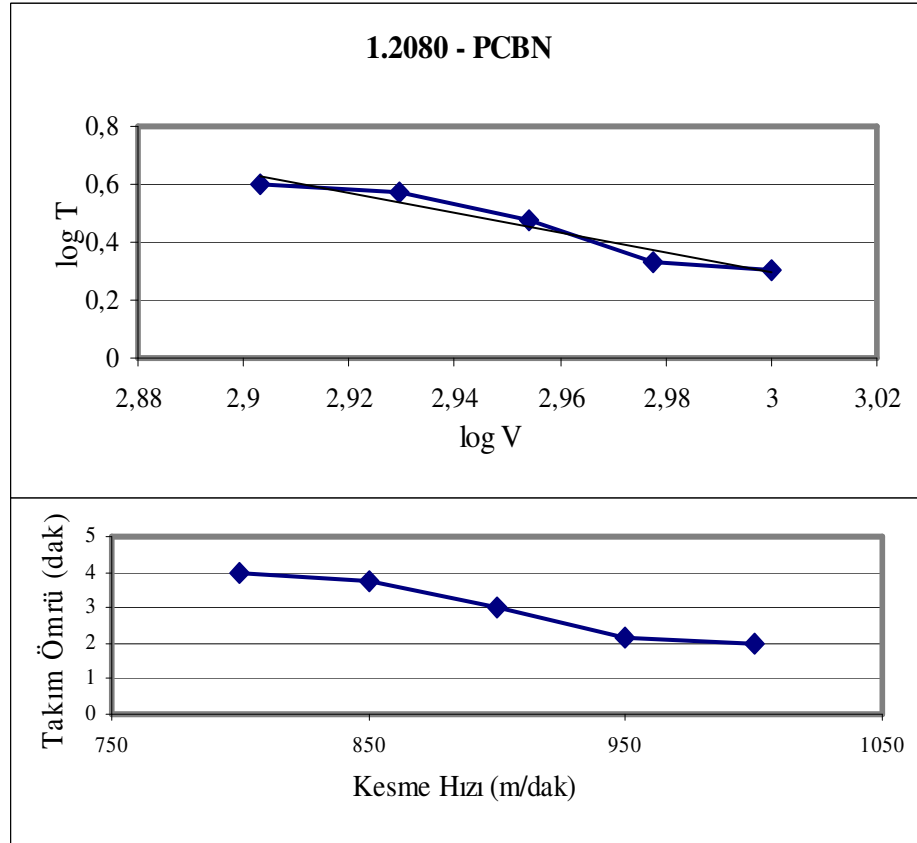 1.2080 - PCBN
0,8
0,6
0,4
0,2
0
log T
2,88 2,9 2,92 2,94 2,96 2,98 3 3,02
log V
5
4
3
2
1
0
Takım Ömrü (dak)
750 850 950 1050
Kesme Hızı (m/dak)